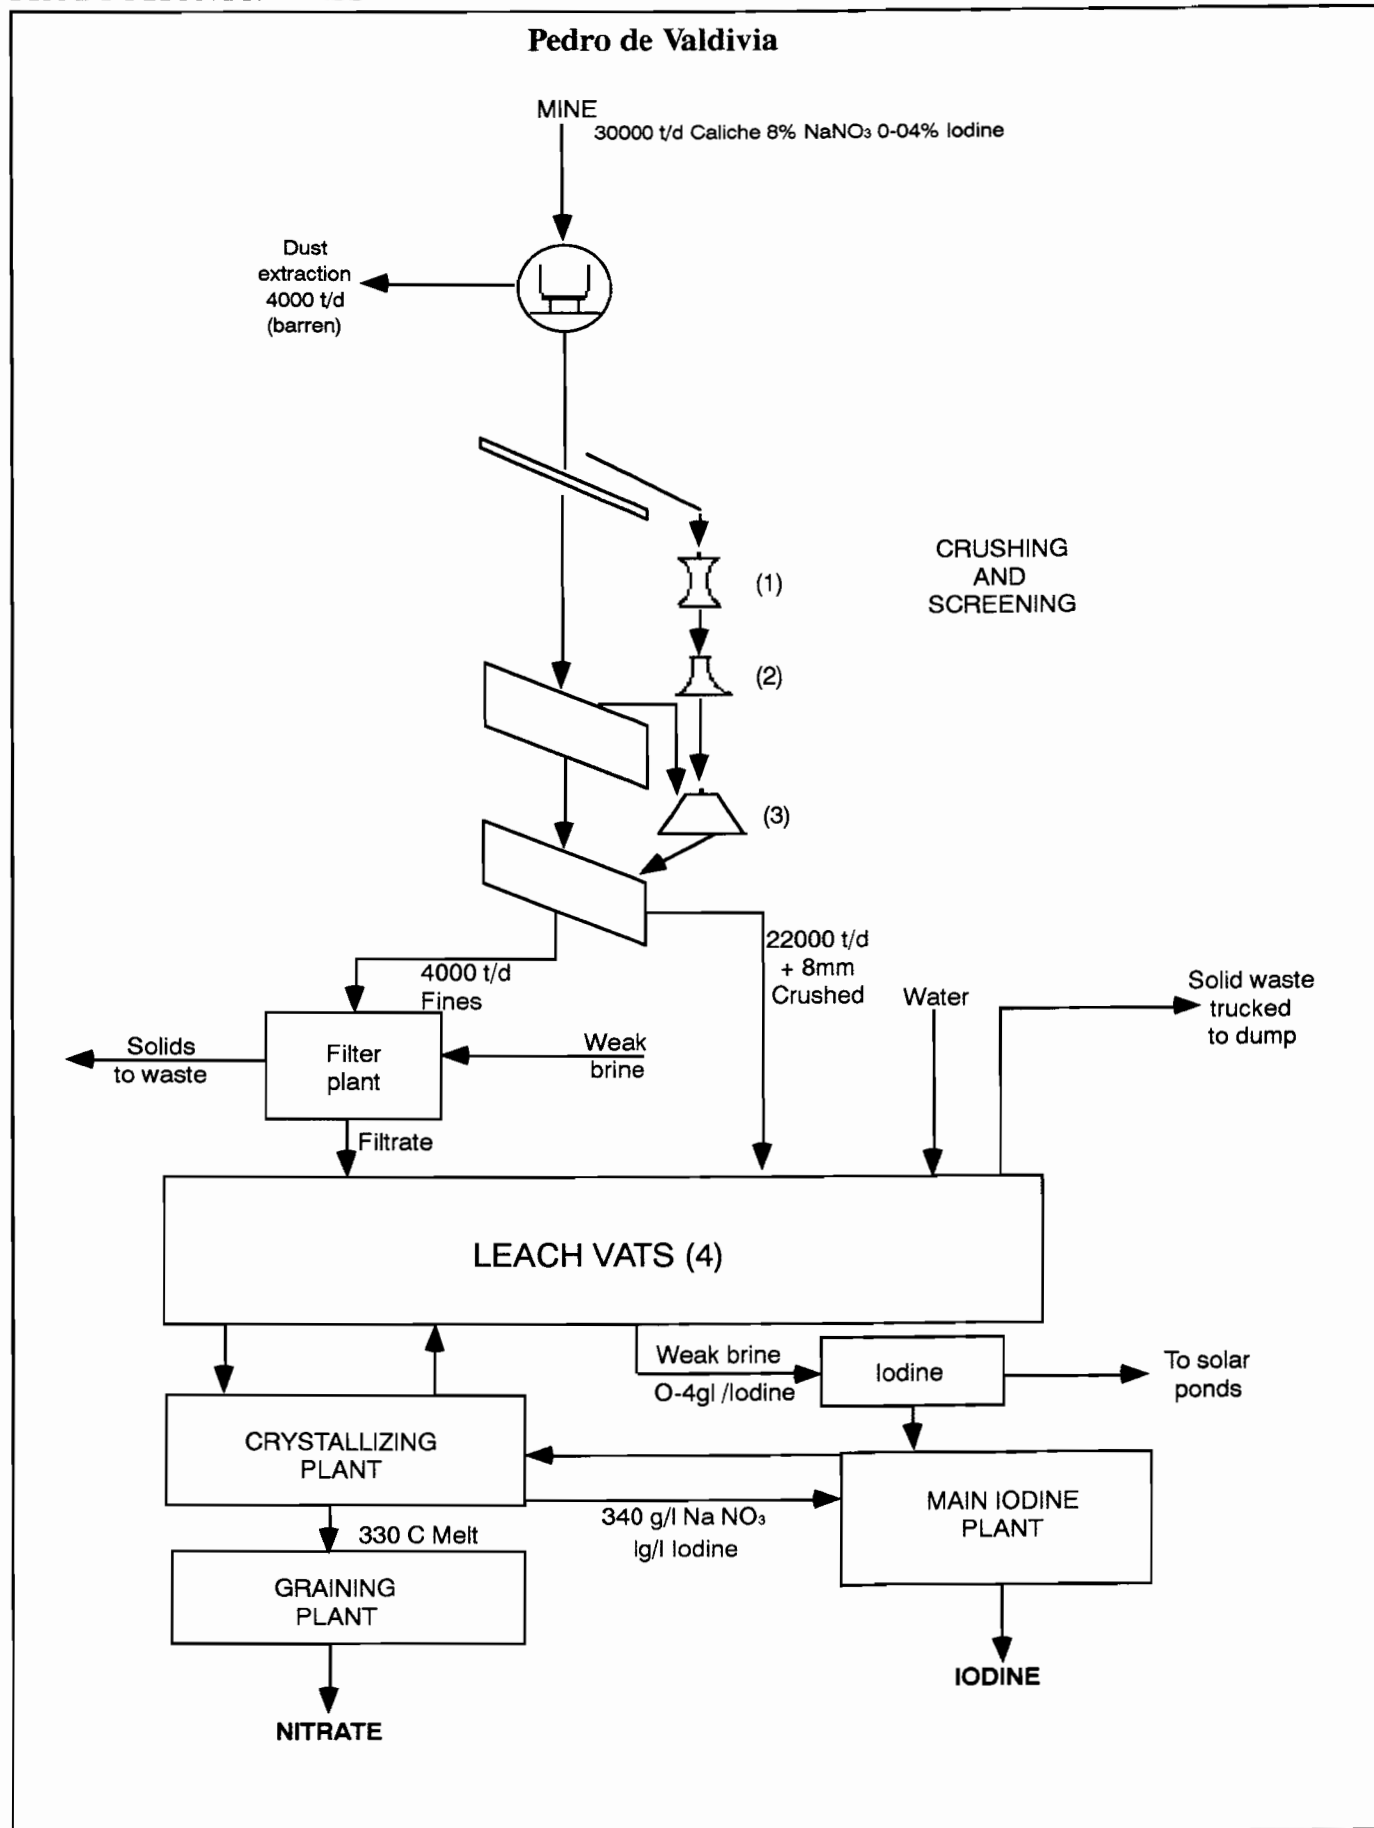 Pedro de Valdivia
MINE
30000 t/d Caliche 8% NaNO₃ 0-04% Iodine
Dust
extraction
4000 t/d
(barren)
CRUSHING
AND
SCREENING
(1)
(2)
(3)
22000 t/d
+ 8mm
Crushed
4000 t/d
Fines
Water
Solid waste
trucked
to dump
Solids
to waste
Filter
plant
Weak
brine
Filtrate
LEACH VATS (4)
Weak brine
O-4gl /Iodine
Iodine
To solar
ponds
CRYSTALLIZING
PLANT
340 g/l Na NO₃
lg/l Iodine
MAIN IODINE
PLANT
330 C Melt
GRAINING
PLANT
IODINE
NITRATE